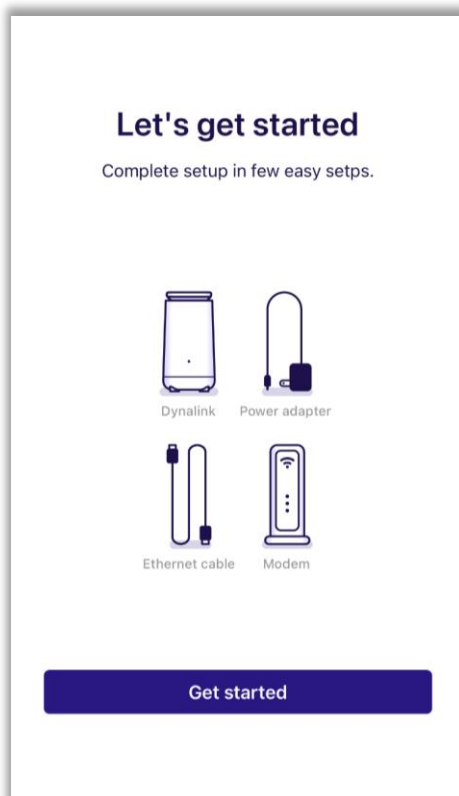 Let's get started
Complete setup in few easy setps.
Dynalink Power adapter
Ethernet cable Modem
Get started